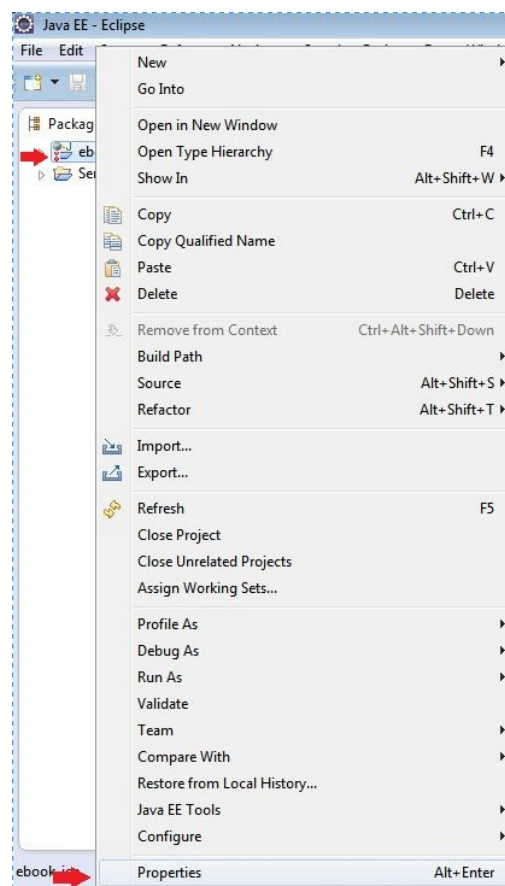 Java EE - Eclipse
File Edit
New
Go Into
Packag
Open in New Window
eb
Open Type Hierarchy F4
Ser
Show In Alt+Shift+W
Copy Ctrl+C
Copy Qualified Name
Paste Ctrl+V
Delete Delete
Remove from Context Ctrl+Alt+Shift+Down
Build Path
Source Alt+Shift+S
Refactor Alt+Shift+T
Import...
Export...
Refresh F5
Close Project
Close Unrelated Projects
Assign Working Sets...
Profile As
Debug As
Run As
Validate
Team
Compare With
Restore from Local History...
Java EE Tools
Configure
ebook
Properties Alt+Enter